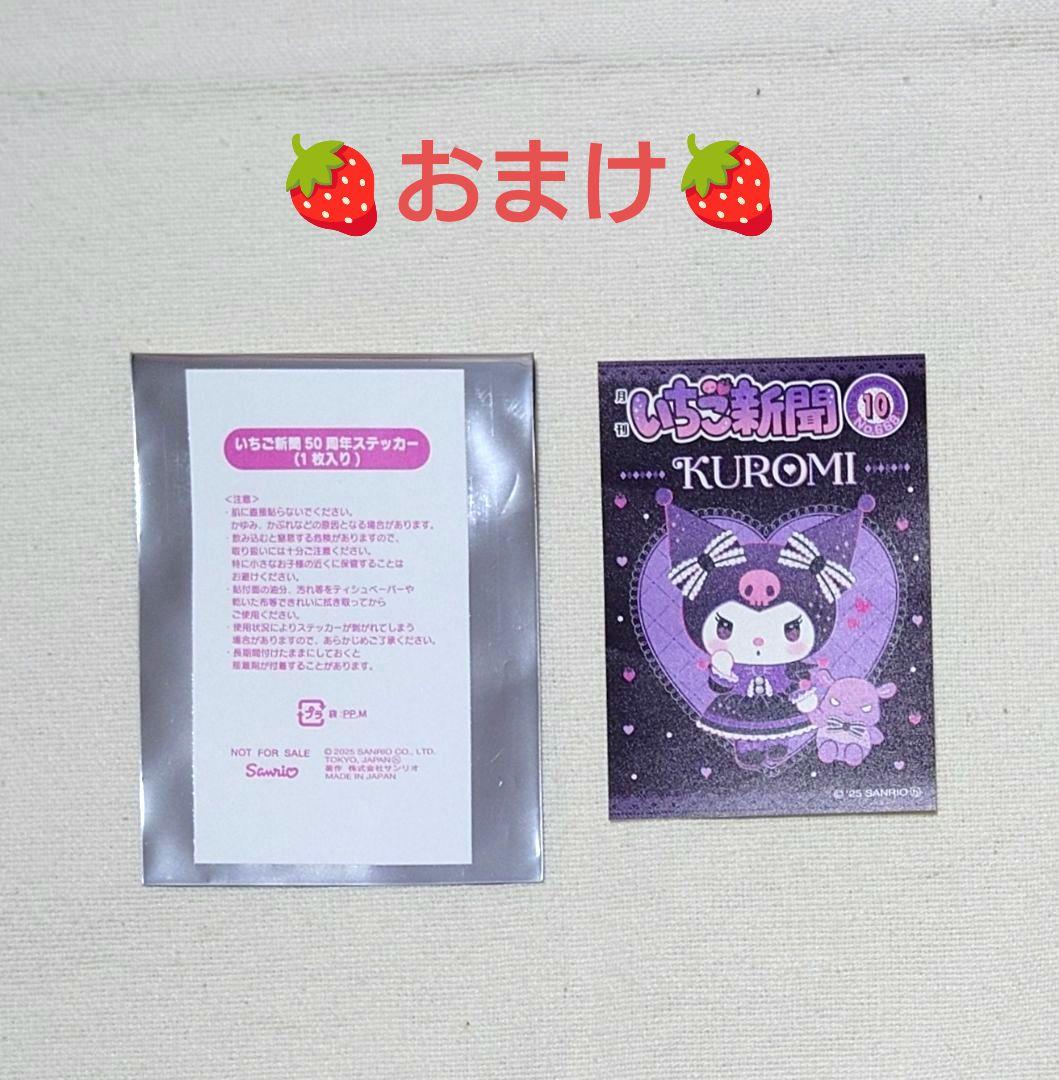 🍓おまけ🍓
いちご新聞 50 周年ステッカー
(1 枚入り)
＜注意＞
・肌に直接貼らないでください。
かゆみ、かぶれなどの原因となる場合があります。
・飲み込むと窒息する危険がありますので、
取り扱いには十分ご注意ください。
特に小さなお子様の近くに保管することは
お避けください。
・貼付面の油分、汚れ等をティシュペーパーや
乾いた布等できれいに拭き取ってから
ご使用ください。
・使用状況によりステッカーが剥がれてしまう
場合がありますので、あらかじめご了承ください。
・長期間付けたままにしておくと
接着剤が付着することがあります。
プラ 袋:PP,M
NOT FOR SALE
Sanrio
© 2025 SANRIO CO., LTD.
TOKYO, JAPAN Ⓗ
著作 株式会社サンリオ
MADE IN JAPAN
月刊 いちご新聞 10
KUROMI
© '25 SANRIO Ⓗ